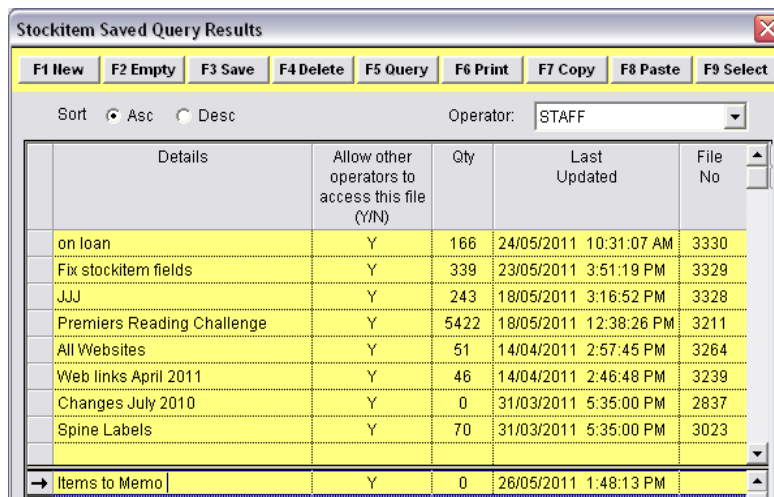 Stockitem Saved Query Results
F1 New F2 Empty F3 Save F4 Delete F5 Query F6 Print F7 Copy F8 Paste F9 Select
Sort Asc Desc Operator: STAFF
Details Allow other operators to access this file (Y/N) Qty Last Updated File No
on loan Y 166 24/05/2011 10:31:07 AM 3330
Fix stockitem fields Y 339 23/05/2011 3:51:19 PM 3329
JJJ Y 243 18/05/2011 3:16:52 PM 3328
Premiers Reading Challenge Y 5422 18/05/2011 12:38:26 PM 3211
All Websites Y 51 14/04/2011 2:57:45 PM 3264
Web links April 2011 Y 46 14/04/2011 2:46:48 PM 3239
Changes July 2010 Y 0 31/03/2011 5:35:00 PM 2837
Spine Labels Y 70 31/03/2011 5:35:00 PM 3023
Items to Memo Y 0 26/05/2011 1:48:13 PM